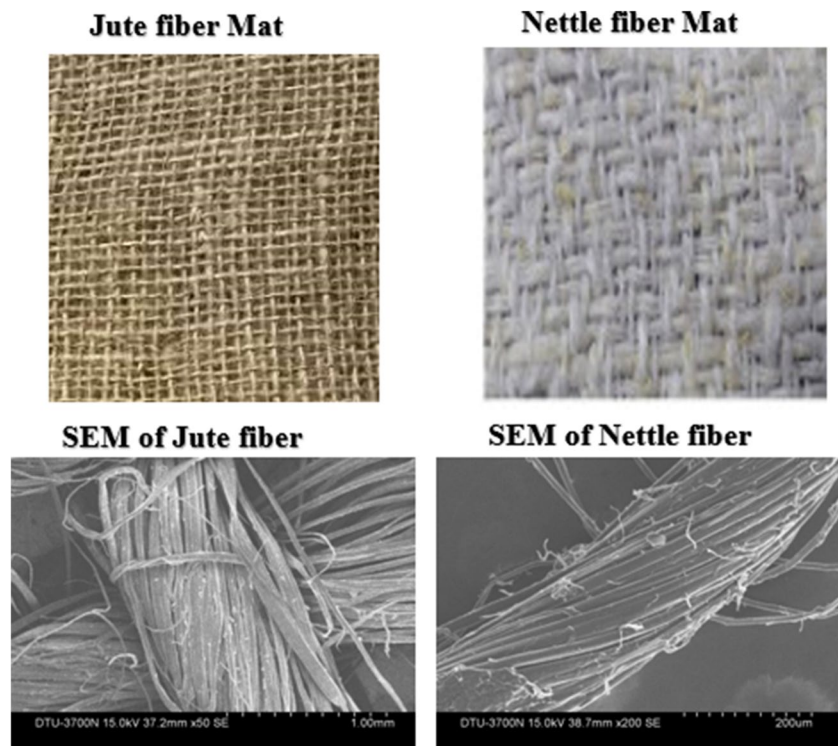 Jute fiber Mat
Nettle fiber Mat
SEM of Jute fiber
SEM of Nettle fiber
DTU-3700N 15.0kV 37.2mm x50 SE 1.00mm
DTU-3700N 15.0kV 38.7mm x200 SE 200um